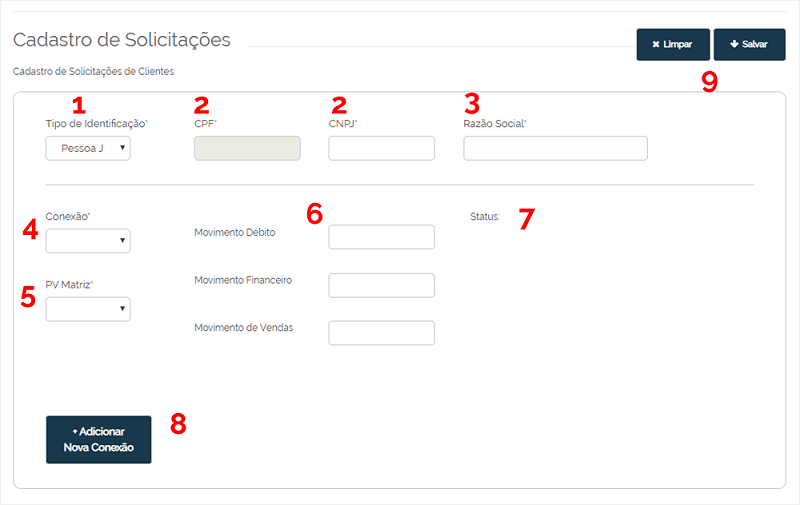 Cadastro de Solicitações
Limpar
Salvar
Cadastro de Solicitações de Clientes
9
1
2
2
3
Tipo de Identificação*
CPF*
CNPJ*
Razão Social*
Pessoa J
4
Conexão*
6
Movimento Débito
Status:
7
5
PV Matriz*
Movimento Financeiro
Movimento de Vendas
+ Adicionar
Nova Conexão
8